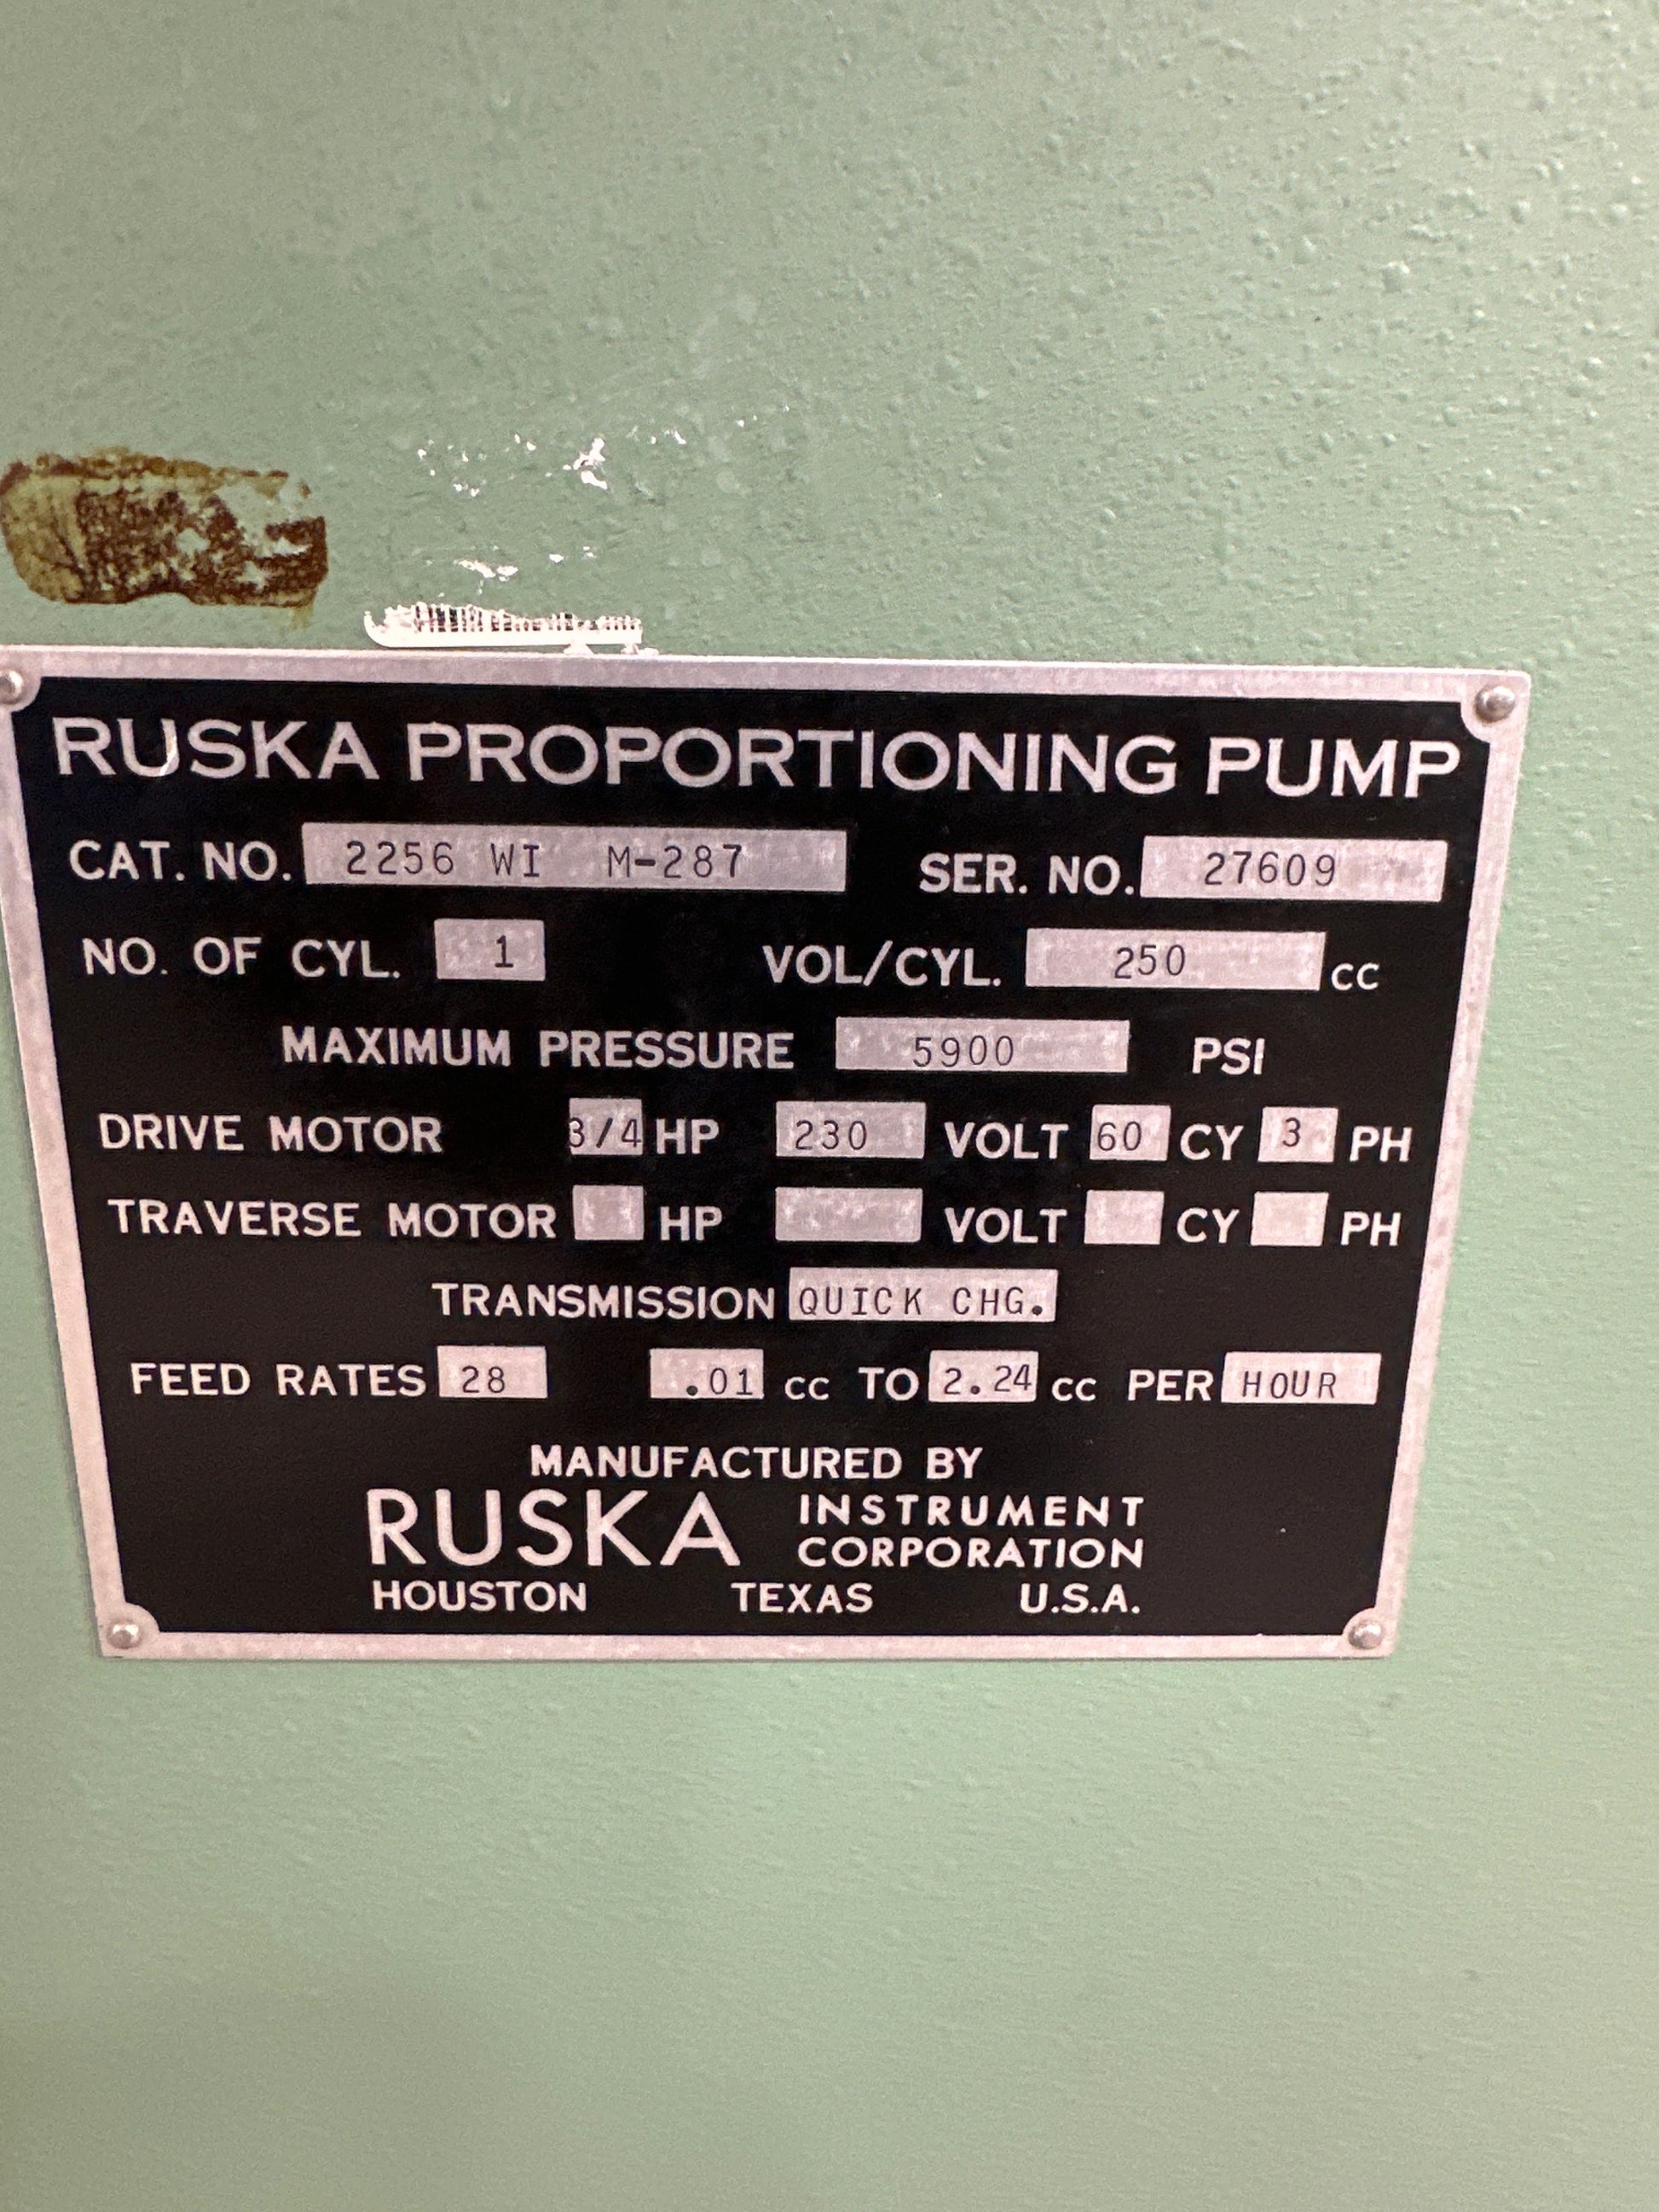 RUSKA PROPORTIONING PUMP
CAT. NO. 2256 WI M-287 SER. NO. 27609
NO. OF CYL. 1 VOL/CYL. 250 cc
MAXIMUM PRESSURE 5900 PSI
DRIVE MOTOR 3/4 HP 230 VOLT 60 CY 3 PH
TRAVERSE MOTOR HP VOLT CY PH
TRANSMISSION QUICK CHG.
FEED RATES 28 .01 cc TO 2.24 cc PER HOUR
MANUFACTURED BY
RUSKA INSTRUMENT CORPORATION
HOUSTON TEXAS U.S.A.